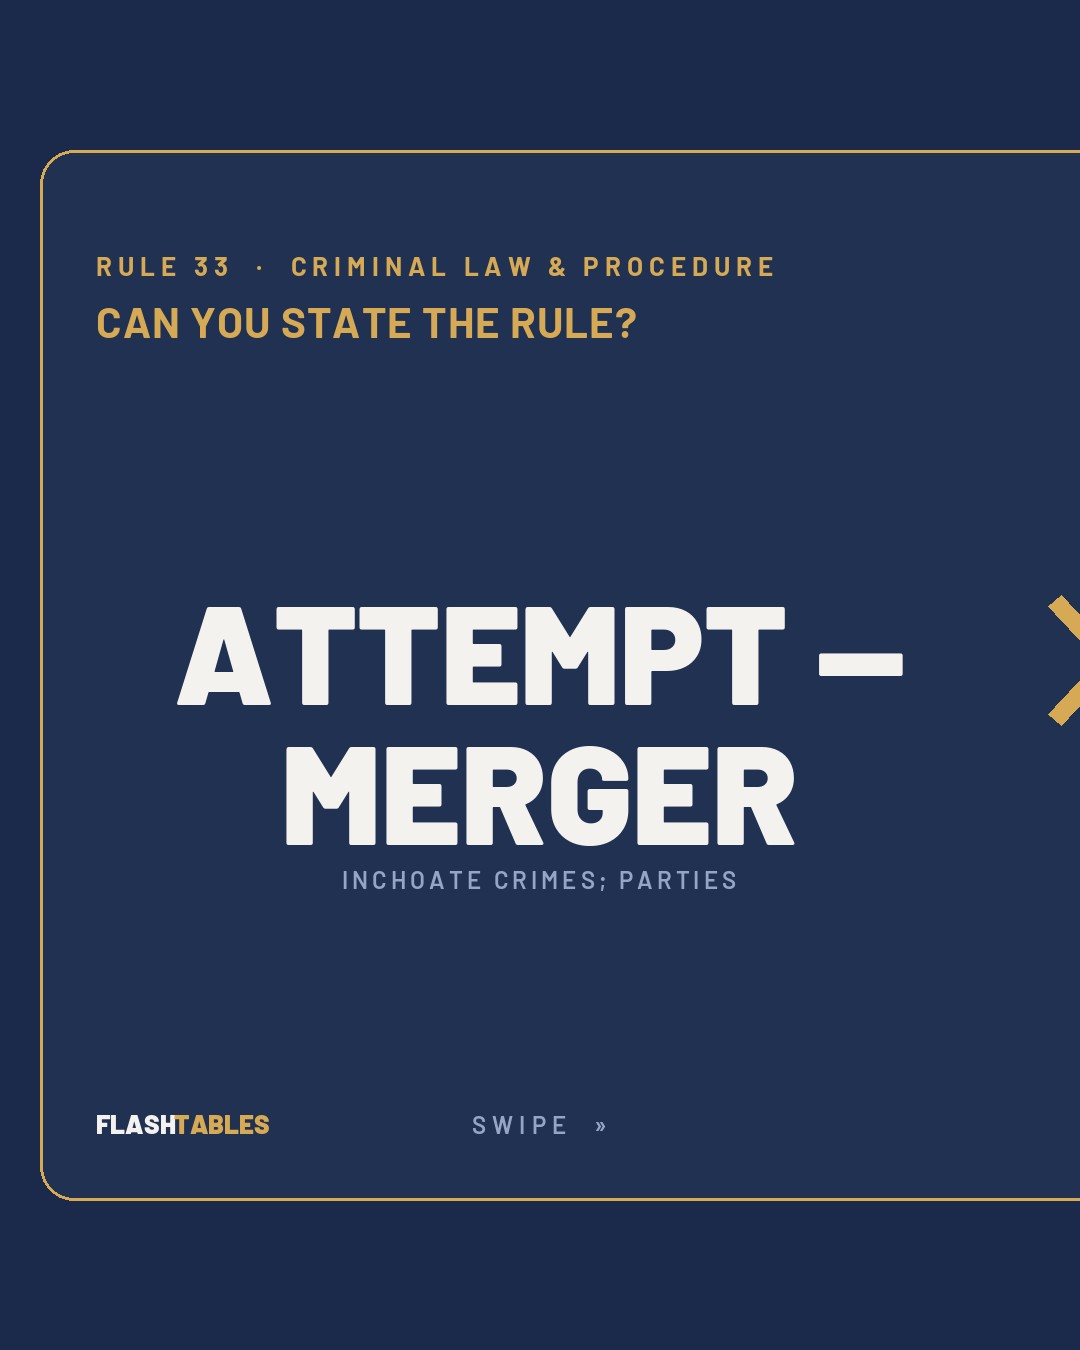 RULE 33 · CRIMINAL LAW & PROCEDURE
CAN YOU STATE THE RULE?
ATTEMPT —
MERGER
INCHOATE CRIMES; PARTIES
FLASHTABLES
SWIPE »